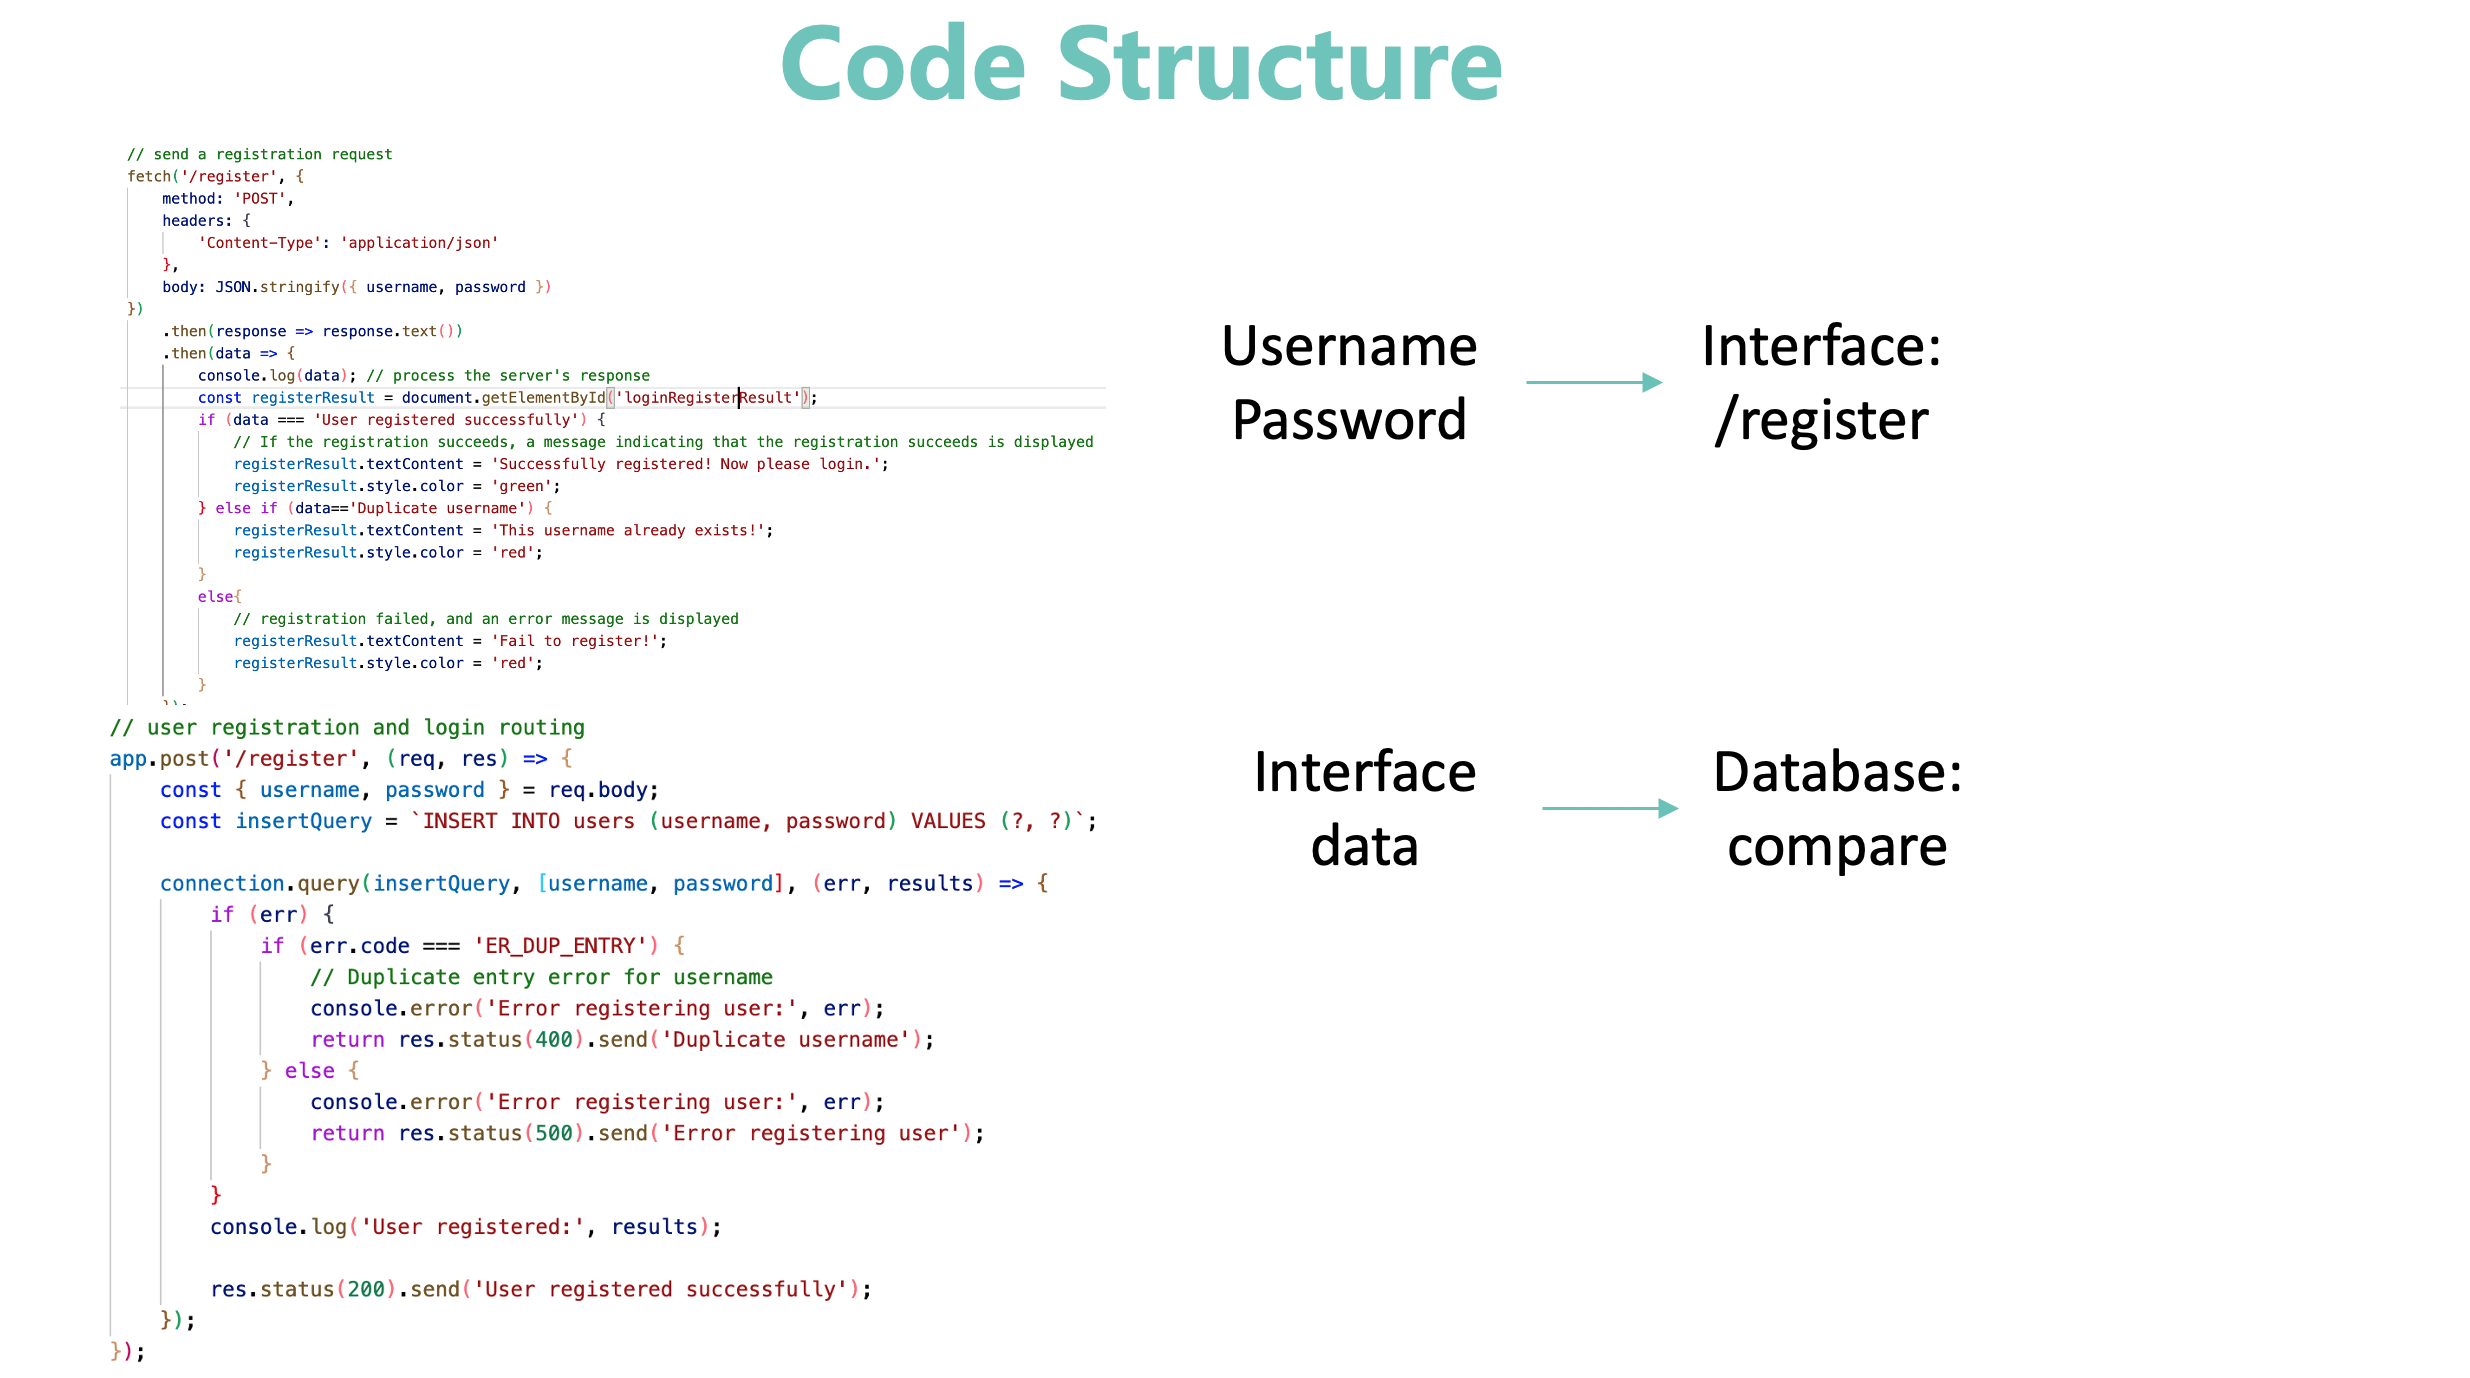 Code Structure
// send a registration request
fetch('/register', {
    method: 'POST',
    headers: {
        'Content-Type': 'application/json'
    },
    body: JSON.stringify({ username, password })
})
    .then(response => response.text())
    .then(data => {
        console.log(data); // process the server's response
        const registerResult = document.getElementById('loginRegisterResult');
        if (data === 'User registered successfully') {
            // If the registration succeeds, a message indicating that the registration succeeds is displayed
            registerResult.textContent = 'Successfully registered! Now please login.';
            registerResult.style.color = 'green';
        } else if (data=='Duplicate username') {
            registerResult.textContent = 'This username already exists!';
            registerResult.style.color = 'red';
        }
        else{
            // registration failed, and an error message is displayed
            registerResult.textContent = 'Fail to register!';
            registerResult.style.color = 'red';
        }
    });
Username
Password
Interface:
/register
// user registration and login routing
app.post('/register', (req, res) => {
    const { username, password } = req.body;
    const insertQuery = `INSERT INTO users (username, password) VALUES (?, ?)`;
    connection.query(insertQuery, [username, password], (err, results) => {
        if (err) {
            if (err.code === 'ER_DUP_ENTRY') {
                // Duplicate entry error for username
                console.error('Error registering user:', err);
                return res.status(400).send('Duplicate username');
            } else {
                console.error('Error registering user:', err);
                return res.status(500).send('Error registering user');
            }
        }
        console.log('User registered:', results);
        res.status(200).send('User registered successfully');
    });
});
Interface
data
Database:
compare